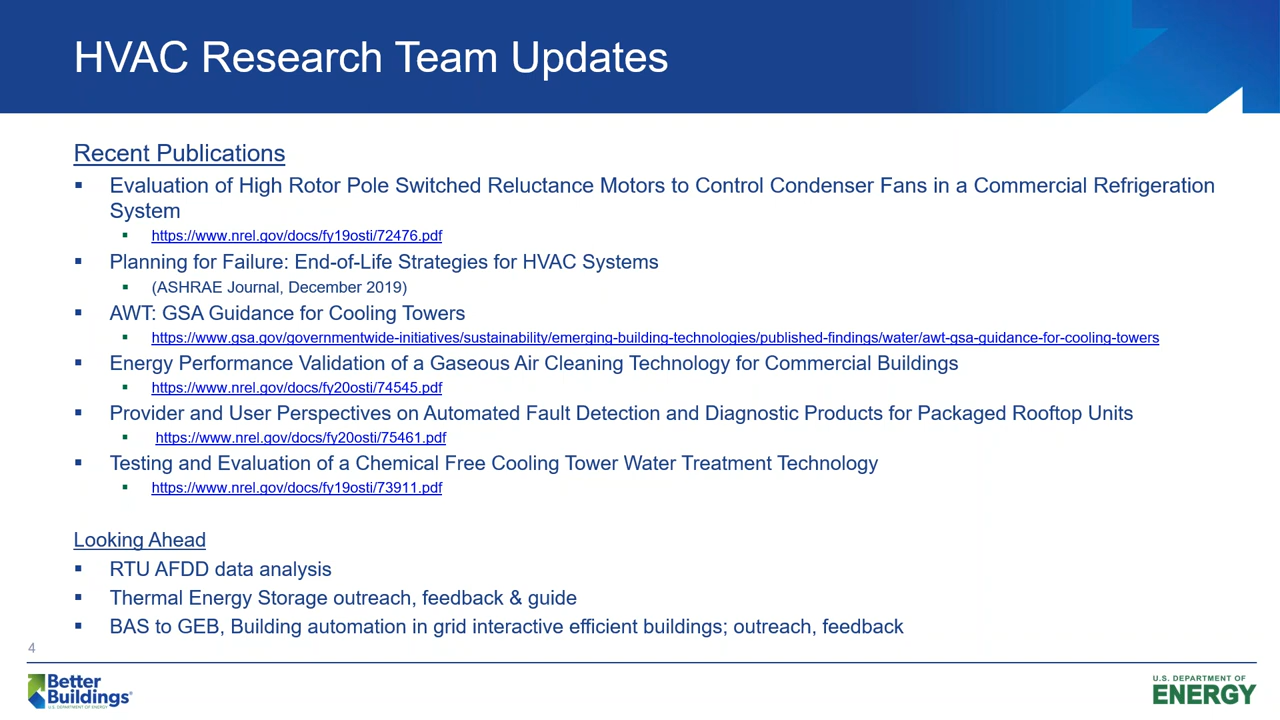 HVAC Research Team Updates
Recent Publications
▪ Evaluation of High Rotor Pole Switched Reluctance Motors to Control Condenser Fans in a Commercial Refrigeration
System
▪ https://www.nrel.gov/docs/fy19osti/72476.pdf
▪ Planning for Failure: End-of-Life Strategies for HVAC Systems
▪ (ASHRAE Journal, December 2019)
▪ AWT: GSA Guidance for Cooling Towers
▪ https://www.gsa.gov/governmentwide-initiatives/sustainability/emerging-building-technologies/published-findings/water/awt-gsa-guidance-for-cooling-towers
▪ Energy Performance Validation of a Gaseous Air Cleaning Technology for Commercial Buildings
▪ https://www.nrel.gov/docs/fy20osti/74545.pdf
▪ Provider and User Perspectives on Automated Fault Detection and Diagnostic Products for Packaged Rooftop Units
▪ https://www.nrel.gov/docs/fy20osti/75461.pdf
▪ Testing and Evaluation of a Chemical Free Cooling Tower Water Treatment Technology
▪ https://www.nrel.gov/docs/fy19osti/73911.pdf
Looking Ahead
▪ RTU AFDD data analysis
▪ Thermal Energy Storage outreach, feedback & guide
▪ BAS to GEB, Building automation in grid interactive efficient buildings; outreach, feedback
4
Better
Buildings®
U.S. DEPARTMENT OF ENERGY
U.S. DEPARTMENT OF
ENERGY